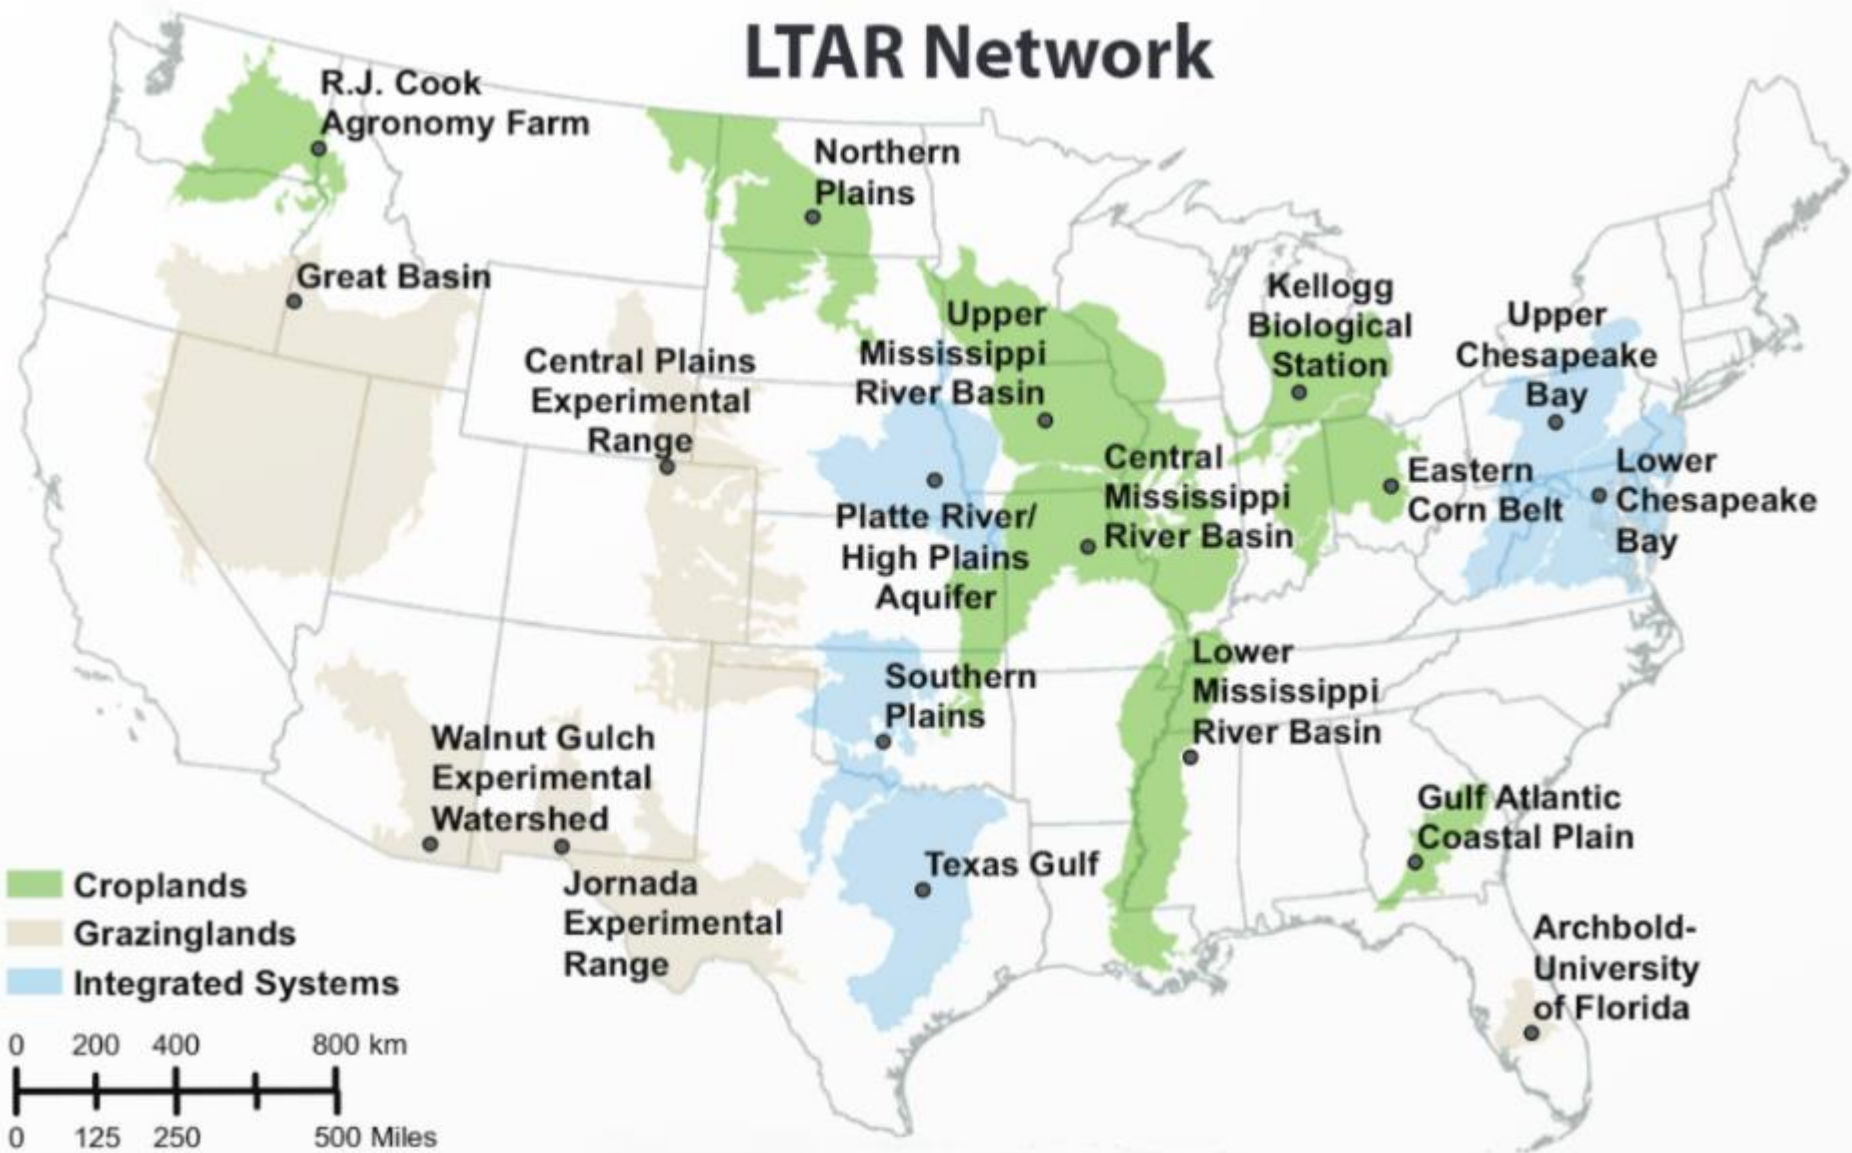 LTAR Network
R.J. Cook
Agronomy Farm
Northern
Plains
Great Basin
Central Plains
Experimental
Range
Upper
Mississippi
River Basin
Kellogg
Biological
Station
Upper
Chesapeake
Bay
Platte River/
High Plains
Aquifer
Central
Mississippi
River Basin
Eastern
Corn Belt
Lower
Chesapeake
Bay
Southern
Plains
Lower
Mississippi
River Basin
Walnut Gulch
Experimental
Watershed
Gulf Atlantic
Coastal Plain
Texas Gulf
Jornada
Experimental
Range
Archbold-
University
of Florida
Croplands
Grazinglands
Integrated Systems
0 200 400 800 km
0 125 250 500 Miles